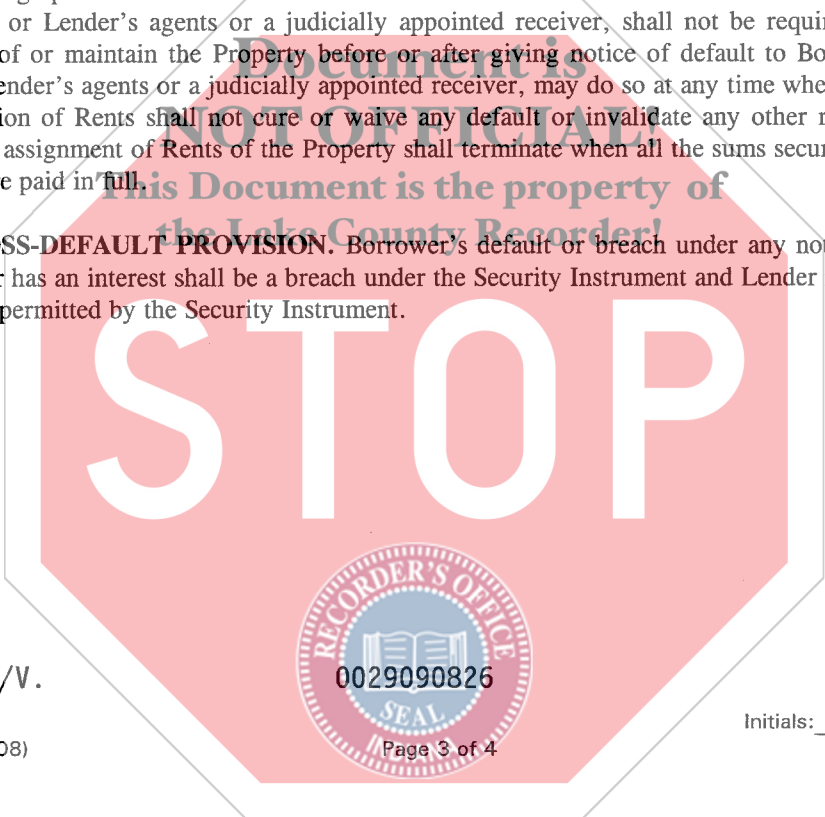 or Lender's agents or a judicially appointed receiver, shall not be requi
of or maintain the Property before or after giving notice of default to Bo
ender's agents or a judicially appointed receiver, may do so at any time whe
ion of Rents shall not cure or waive any default or invalidate any other r
assignment of Rents of the Property shall terminate when all the sums secur
e paid in full.
SS-DEFAULT PROVISION. Borrower's default or breach under any no
r has an interest shall be a breach under the Security Instrument and Lender
permitted by the Security Instrument.
Document is
NOT OFFICIAL!
This Document is the property of
the Lake County Recorder!
STOP
RECORDER'S OFFICE
SEAL
INDIANA
/V.
0029090826
Initials:_
08)
Page 3 of 4